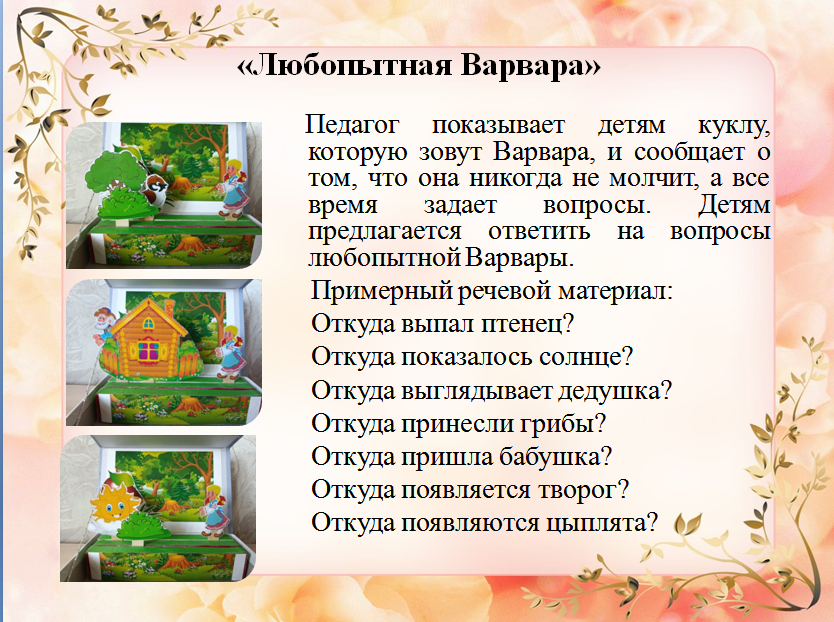 «Любопытная Варвара»
Педагог показывает детям куклу,
которую зовут Варвара, и сообщает о
том, что она никогда не молчит, а все
время задает вопросы. Детям
предлагается ответить на вопросы
любопытной Варвары.
Примерный речевой материал:
Откуда выпал птенец?
Откуда показалось солнце?
Откуда выглядывает дедушка?
Откуда принесли грибы?
Откуда пришла бабушка?
Откуда появляется творог?
Откуда появляются цыплята?